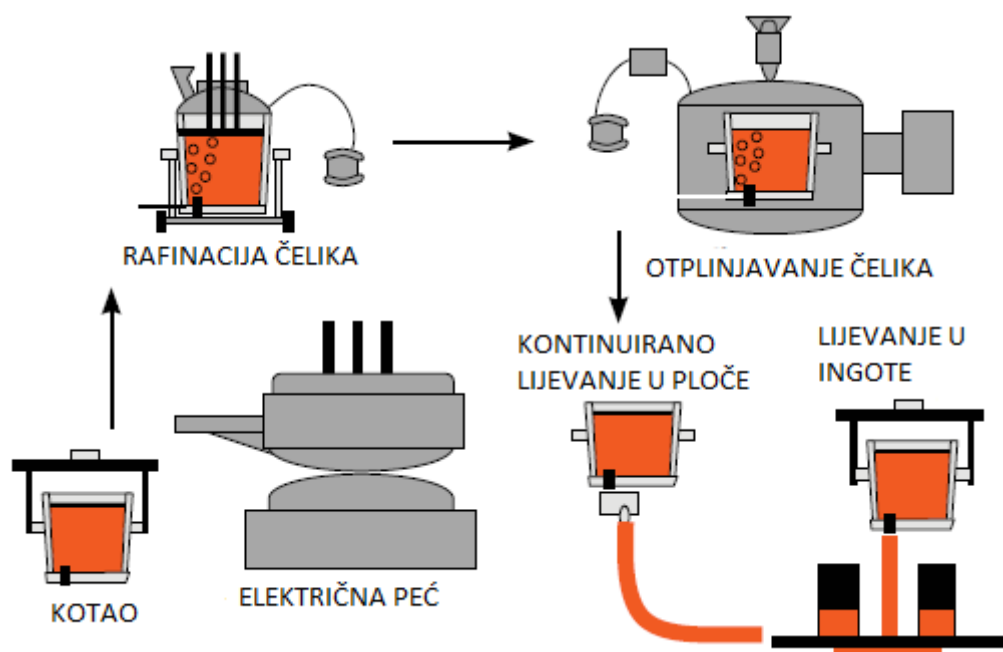 RAFINACIJA ČELIKA
OTPLINJAVANJE ČELIKA
KONTINUIRANO
LIJEVANJE U PLOČE
LIJEVANJE U
INGOTE
KOTAO
ELEKTRIČNA PEĆ